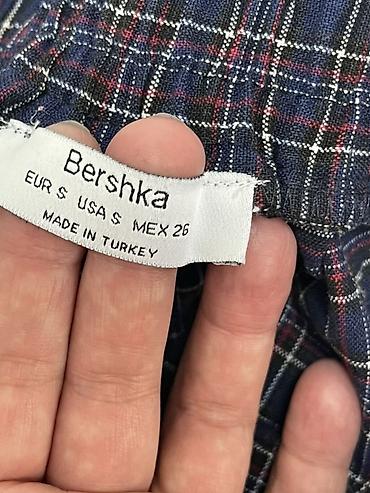 Bershka
EUR S USA S MEX 26
MADE IN TURKEY